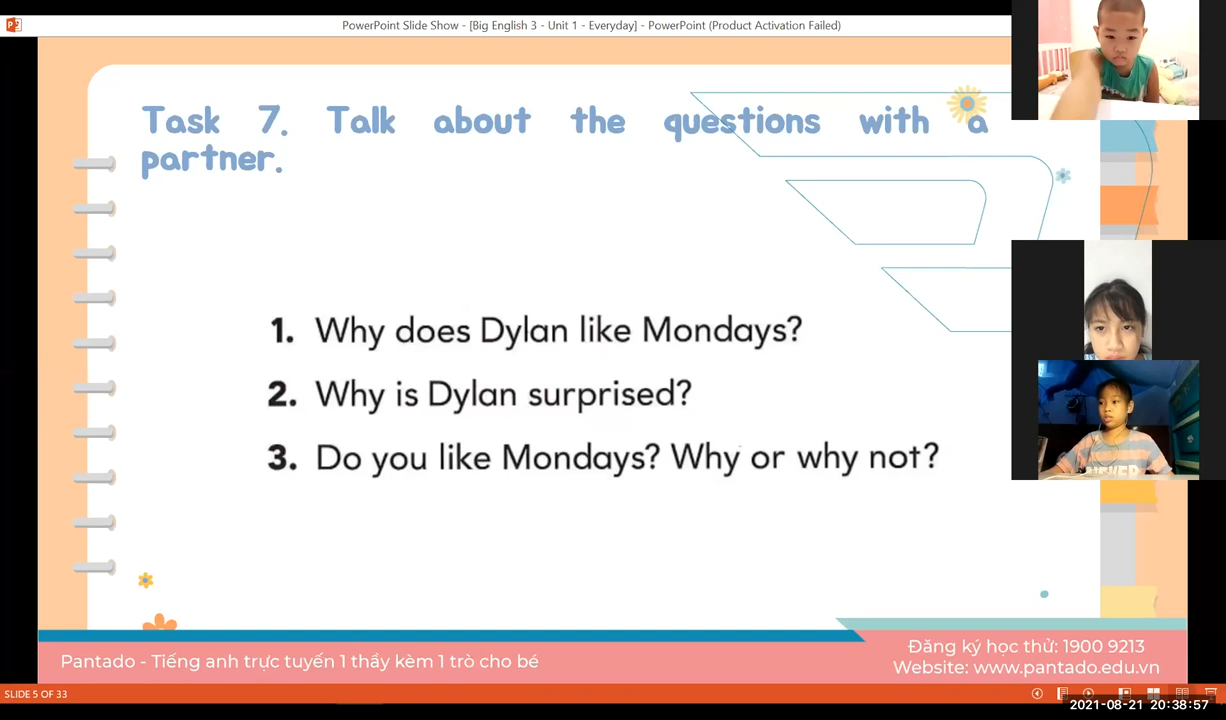 PowerPoint Slide Show - [Big English 3 - Unit 1 - Everyday] - PowerPoint (Product Activation Failed)
Task 7. Talk about the questions with a
partner.
1. Why does Dylan like Mondays?
2. Why is Dylan surprised?
3. Do you like Mondays? Why or why not?
Pantado - Tiếng anh trực tuyến 1 thầy kèm 1 trò cho bé
Đăng ký học thử: 1900 9213
Website: www.pantado.edu.vn
SLIDE 5 OF 33
2021-08-21 20:38:57